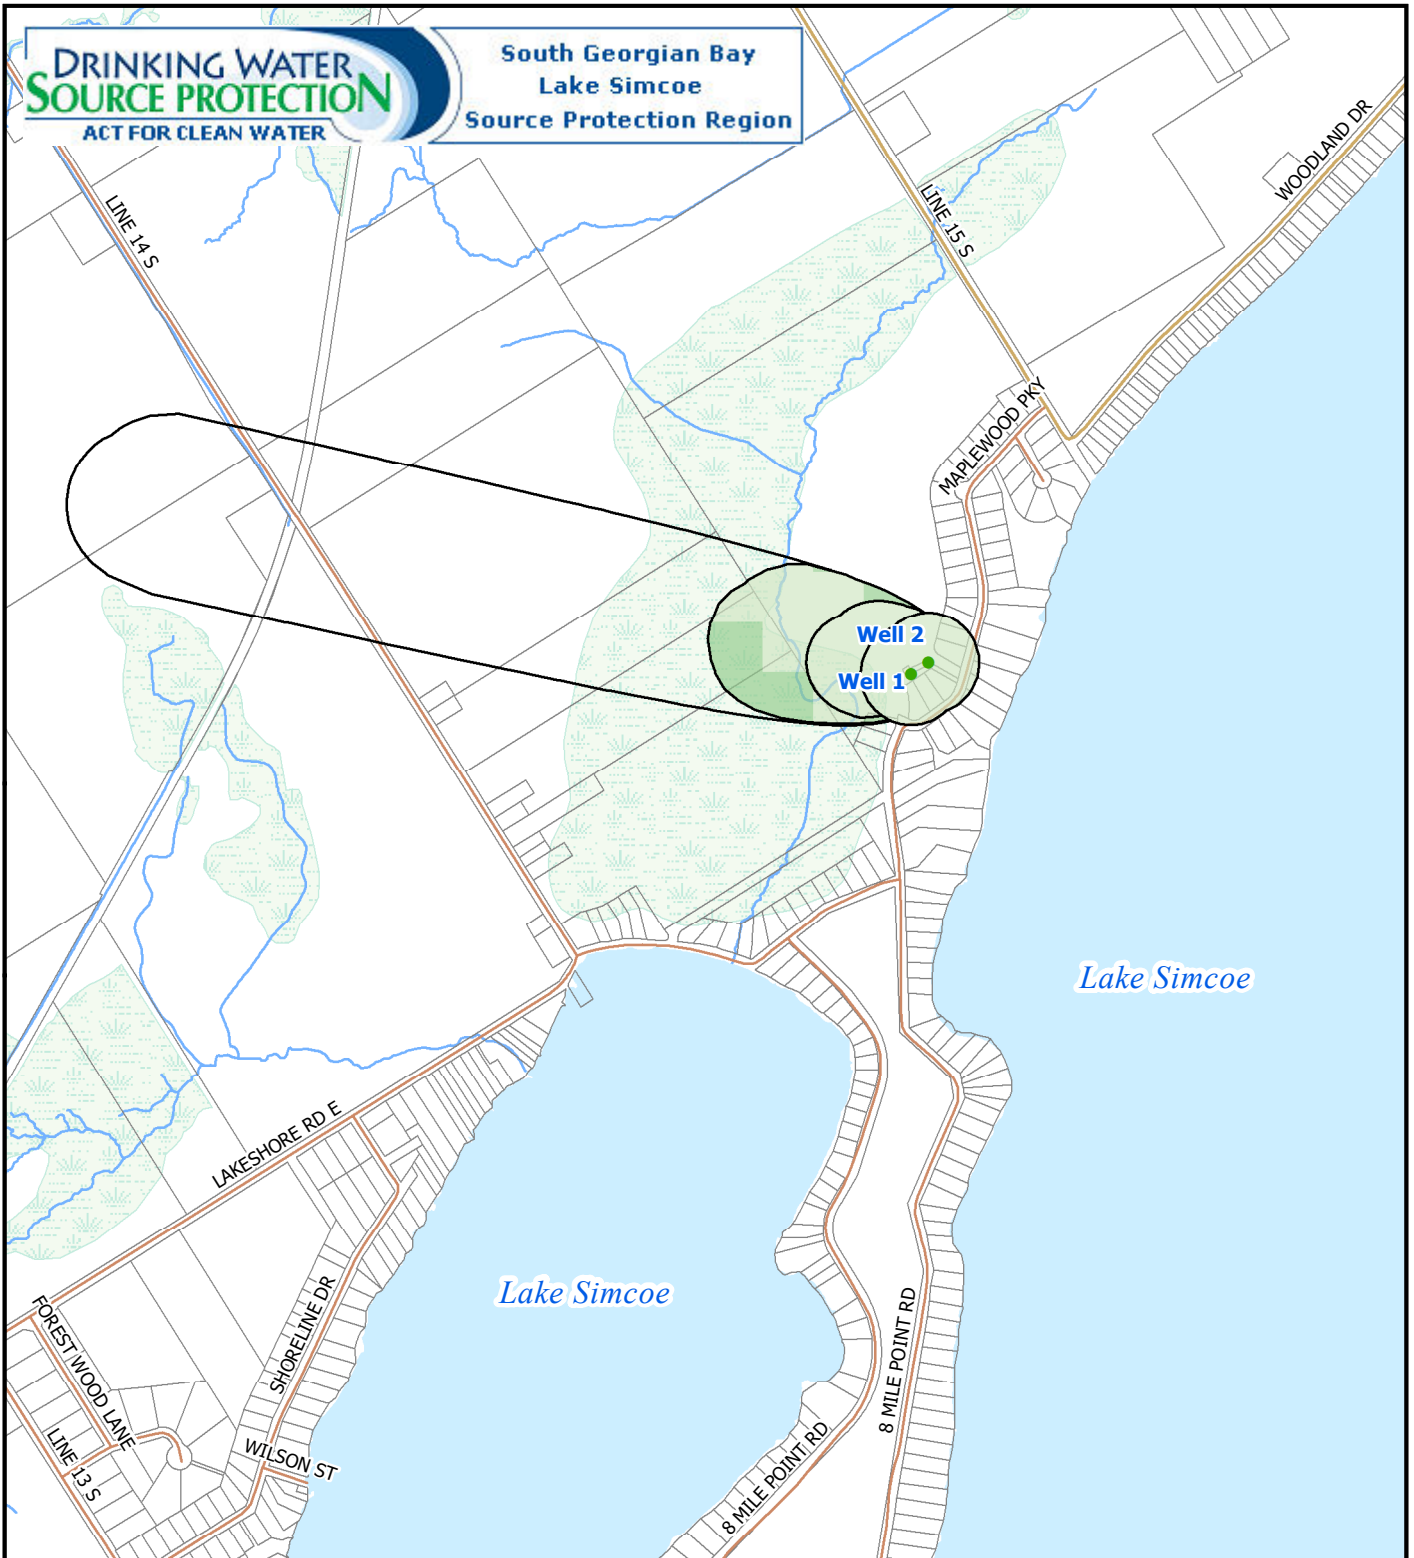 DRINKING WATER
SOURCE PROTECTION
ACT FOR CLEAN WATER
South Georgian Bay
Lake Simcoe
Source Protection Region
LINE 14 S
LINE 15 S
WOODLAND DR
MAPLEWOOD PKY
Well 2
Well 1
Lake Simcoe
LAKESHORE RD E
Lake Simcoe
SHORELINE DR
FOREST WOOD LANE
8 MILE POINT RD
LINE 13 S
WILSON ST
8 MILE POINT RD